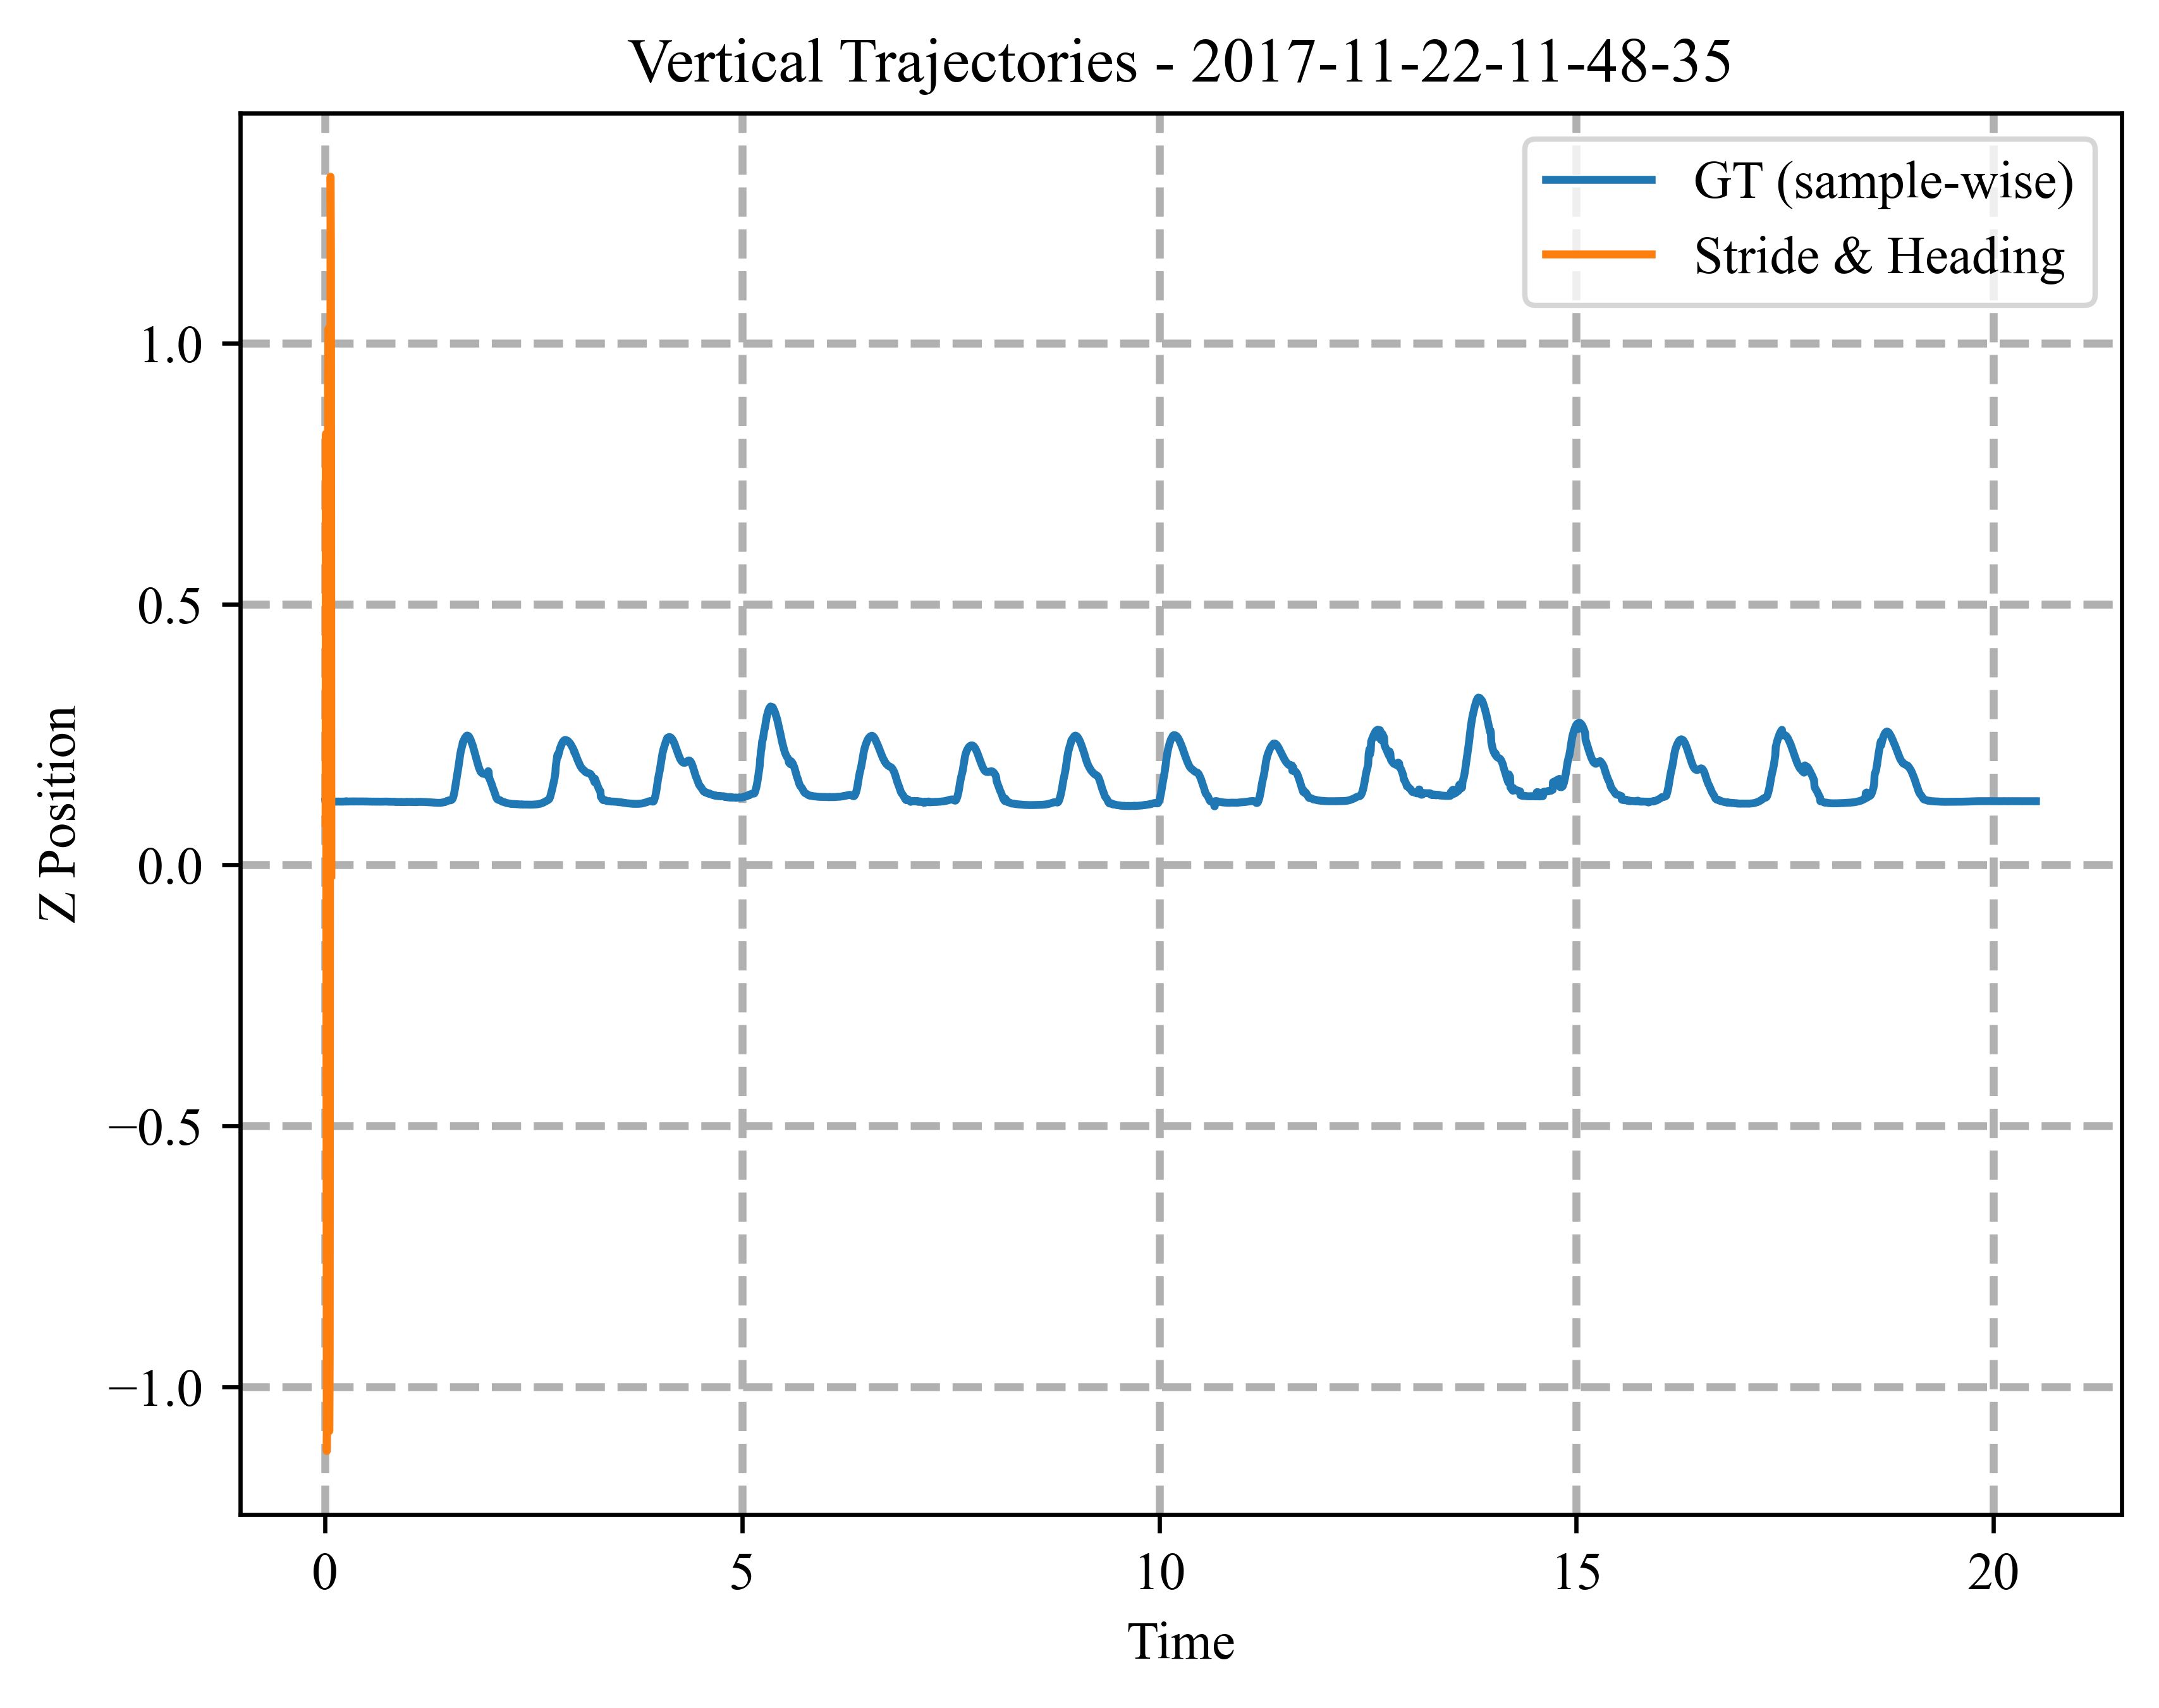 Vertical Trajectories - 2017-11-22-11-48-35
GT (sample-wise)
Stride & Heading
Z Position
1.0
0.5
0.0
−0.5
−1.0
0
5
10
15
20
Time